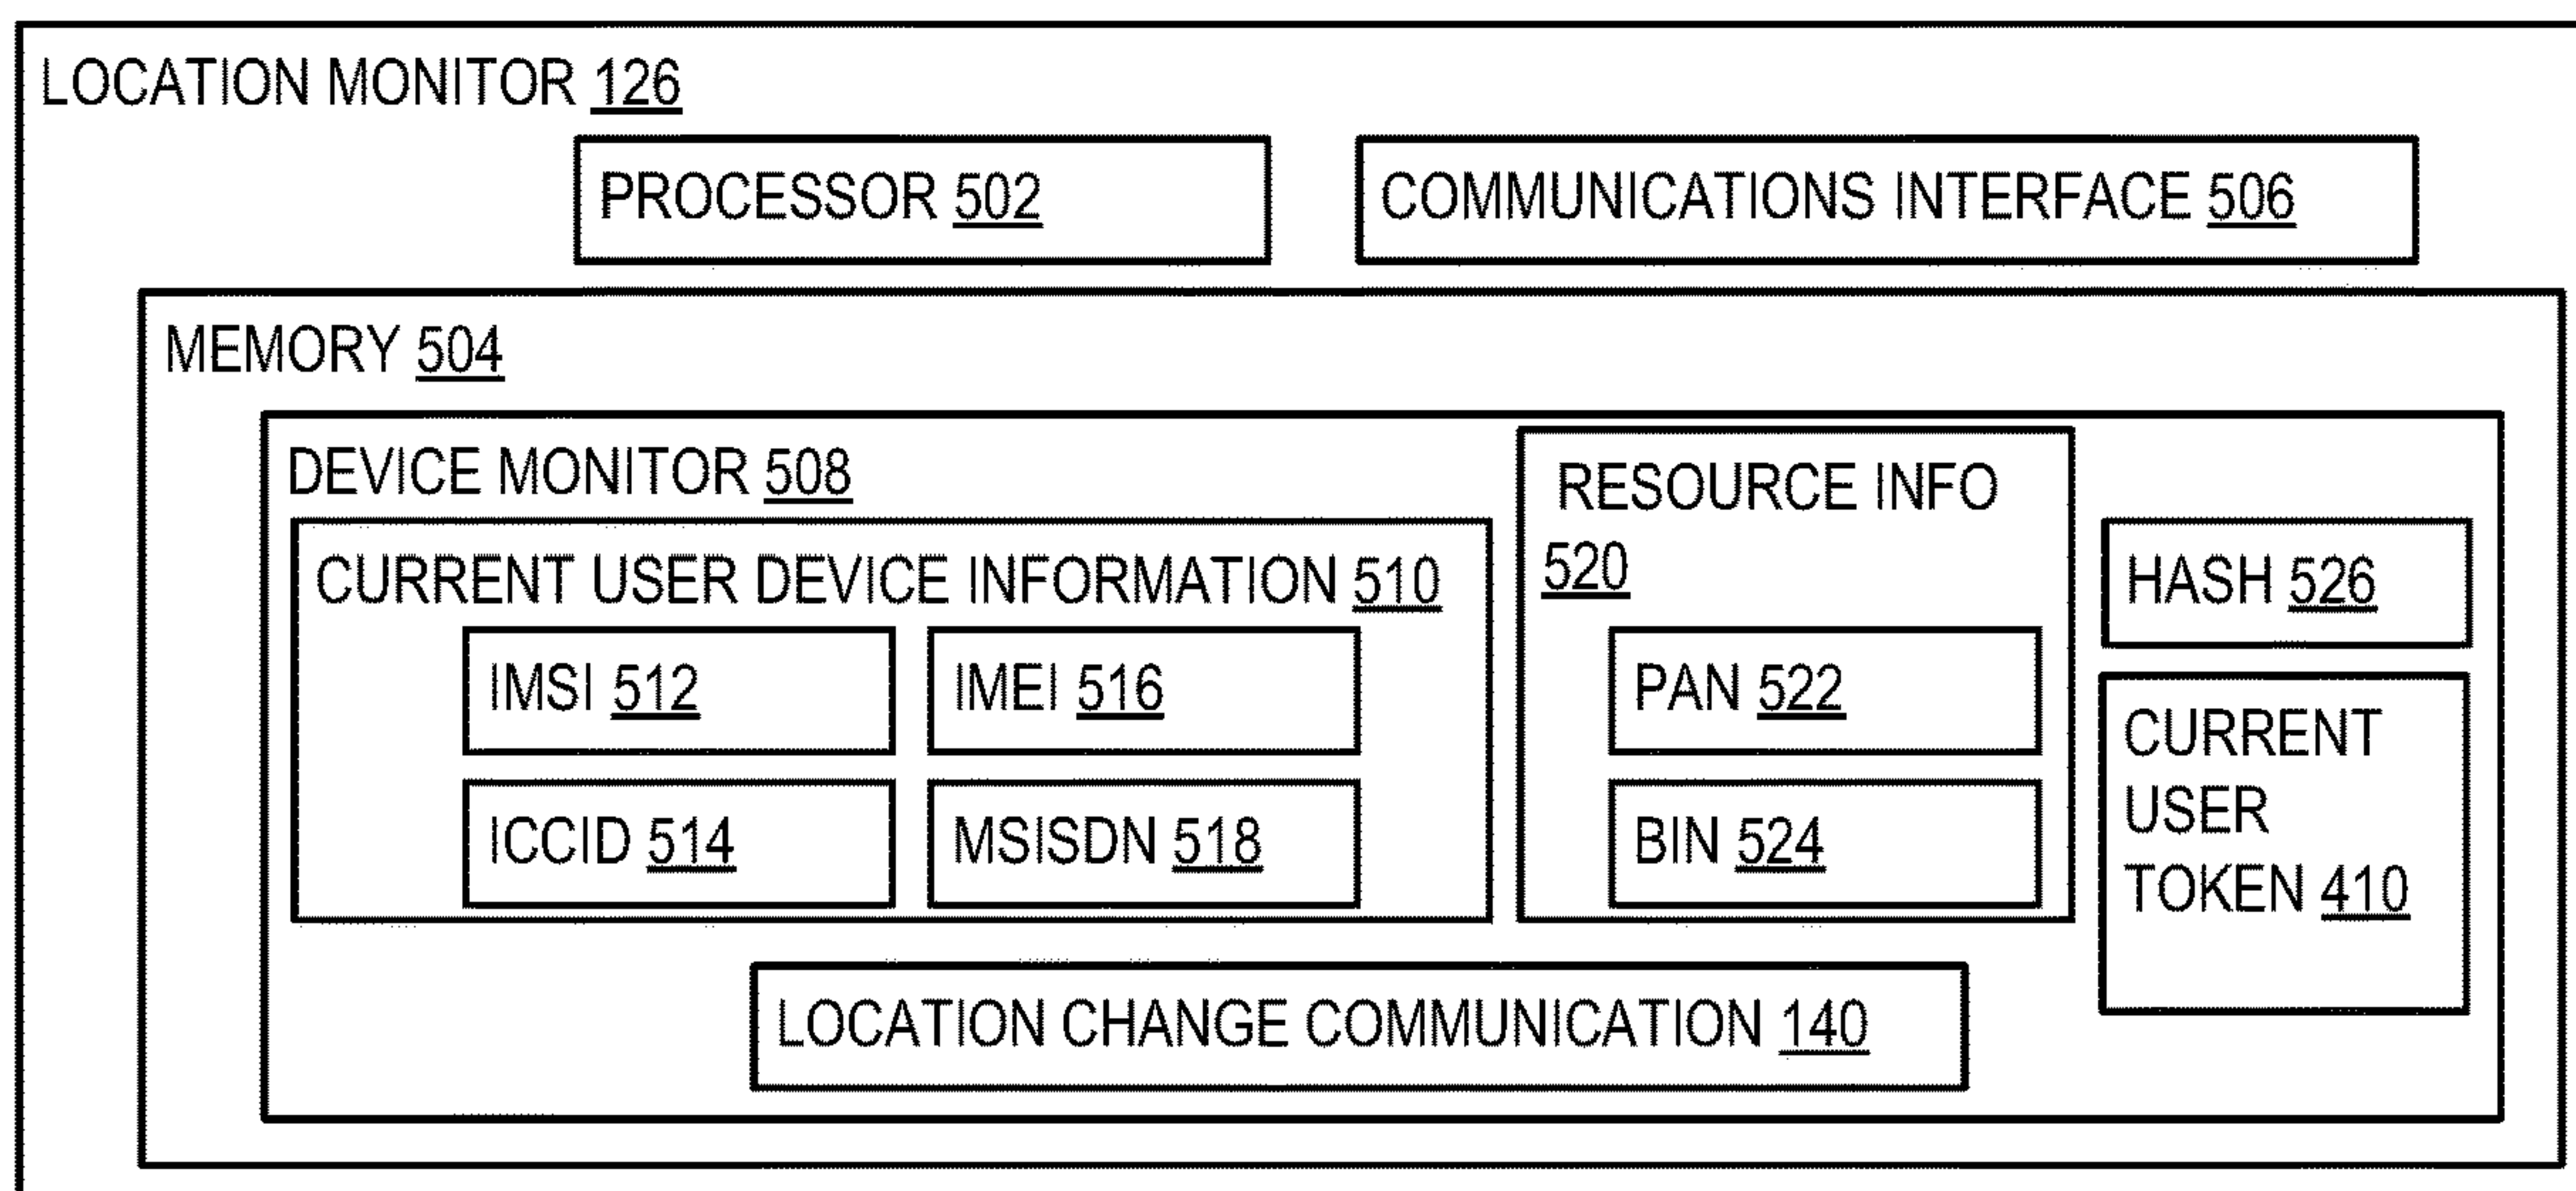 LOCATION MONITOR 126
PROCESSOR 502
COMMUNICATIONS INTERFACE 506
MEMORY 504
DEVICE MONITOR 508
CURRENT USER DEVICE INFORMATION 510
IMSI 512
IMEI 516
ICCID 514
MSISDN 518
RESOURCE INFO
520
PAN 522
BIN 524
HASH 526
CURRENT
USER
TOKEN 410
LOCATION CHANGE COMMUNICATION 140